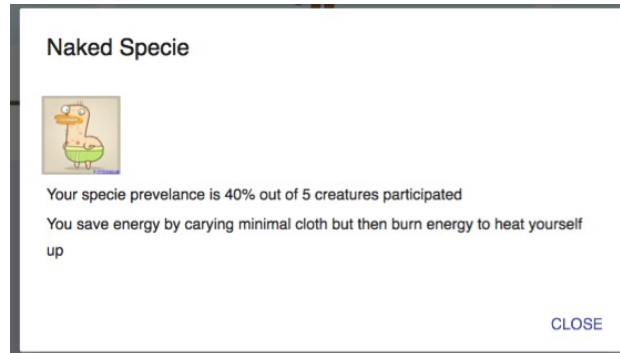 Naked Specie
Your specie prevelance is 40% out of 5 creatures participated
You save energy by carying minimal cloth but then burn energy to heat yourself
up
CLOSE